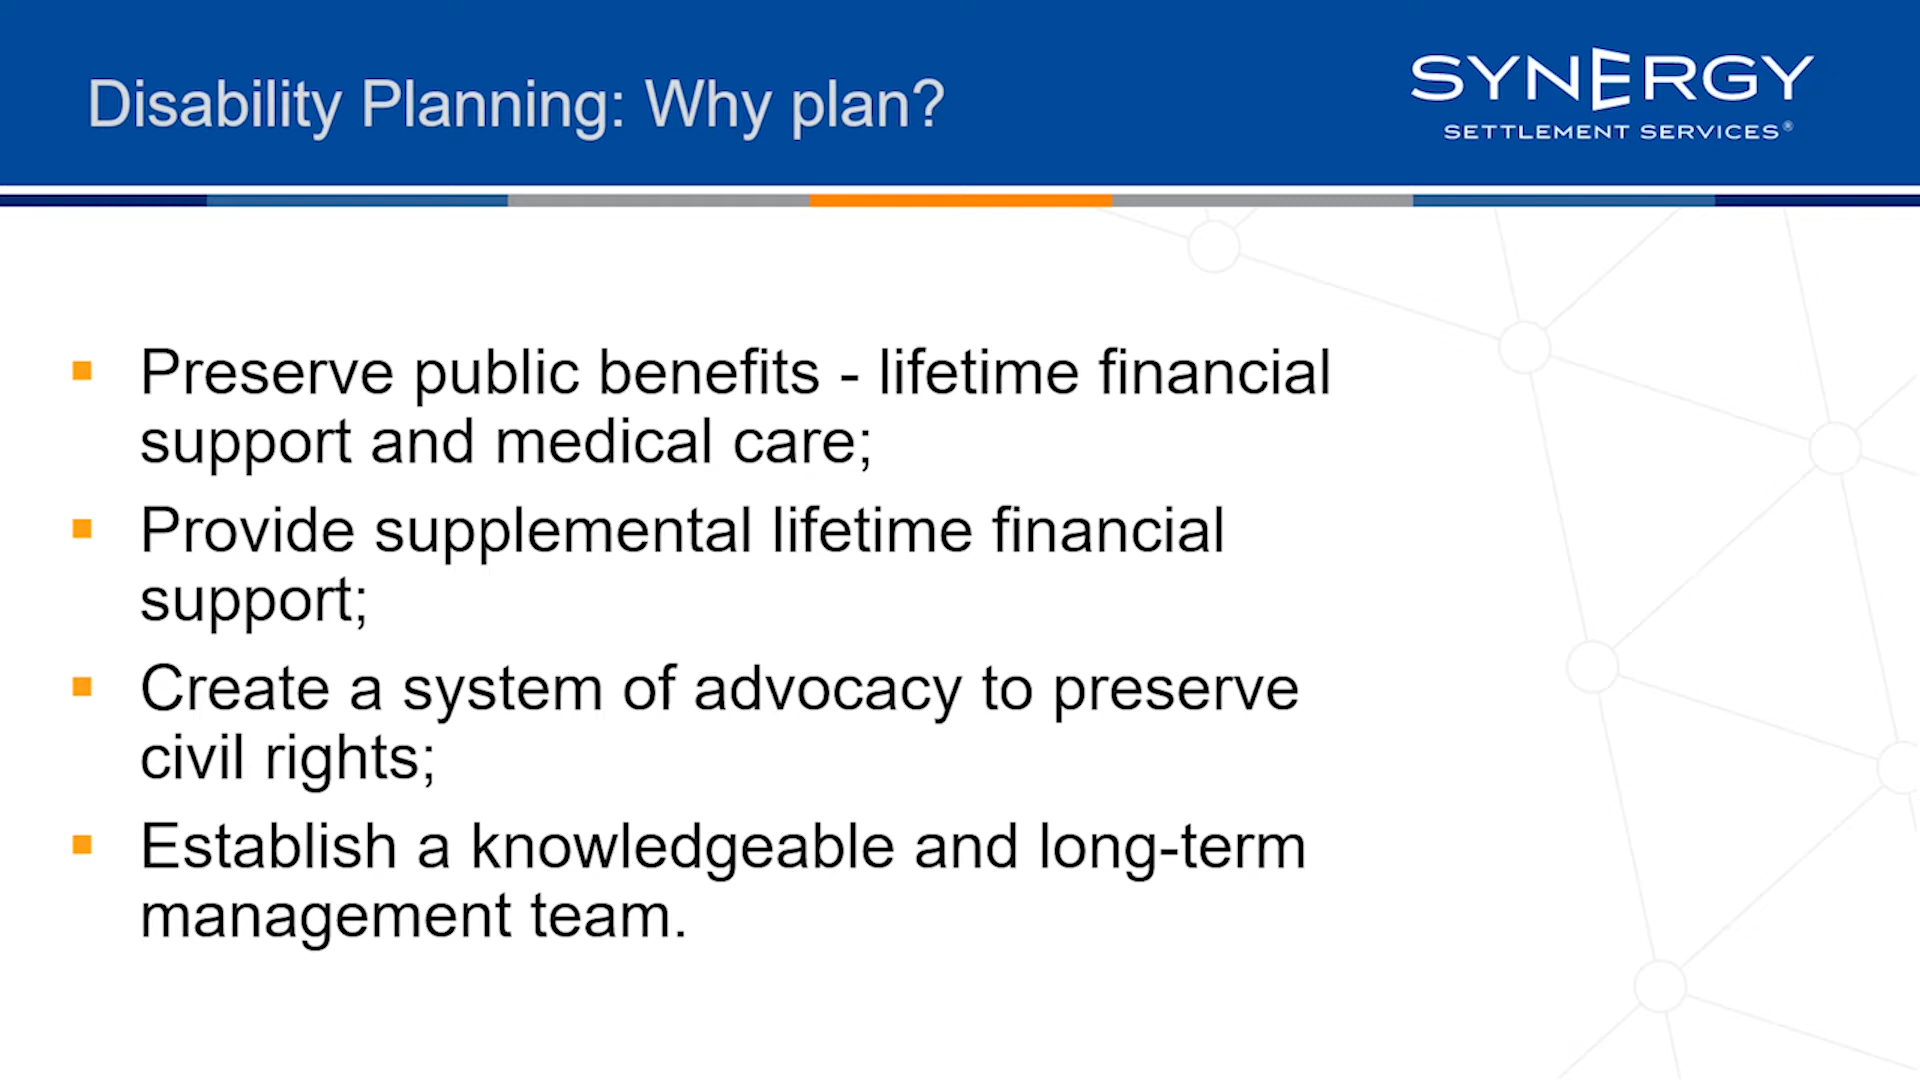 Disability Planning: Why plan?
SYNERGY
SETTLEMENT SERVICES®
Preserve public benefits - lifetime financial
support and medical care;
Provide supplemental lifetime financial
support;
Create a system of advocacy to preserve
civil rights;
Establish a knowledgeable and long-term
management team.